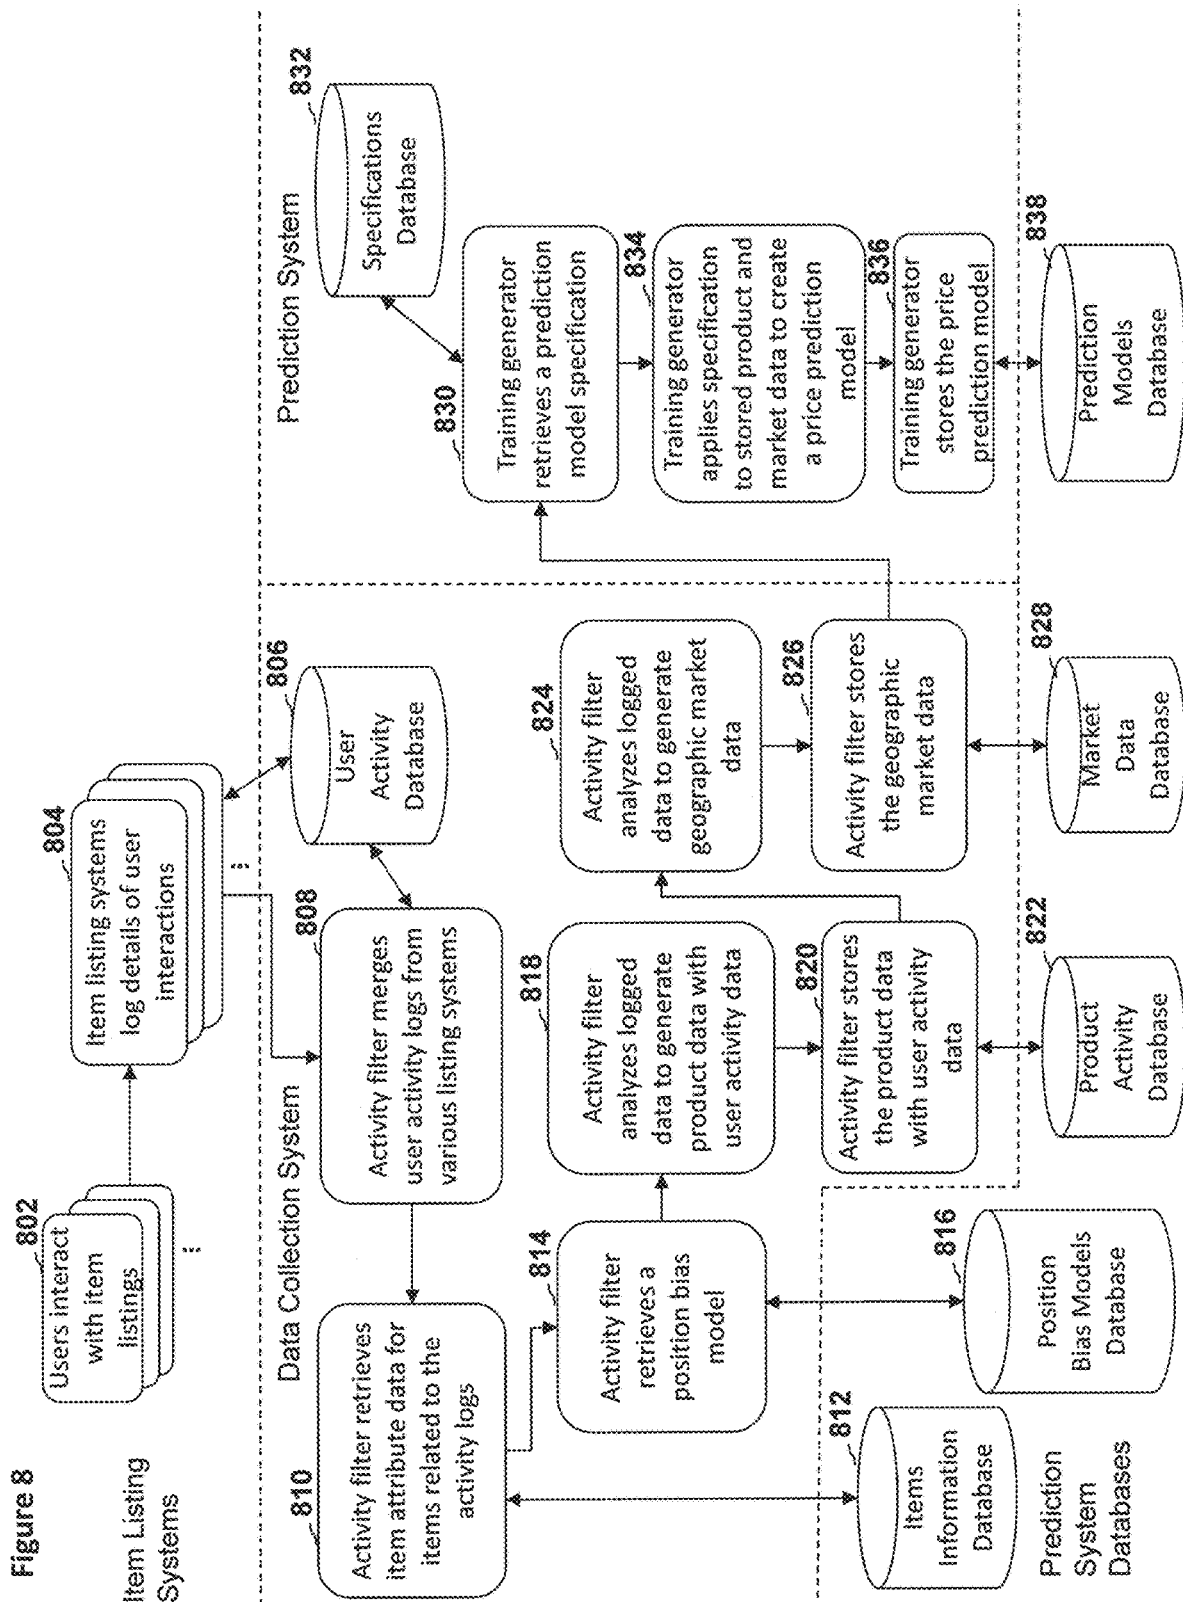 Figure 8
Item Listing
Systems
802
Users interact
with item
listings
...
804
Item listing systems
log details of user
interactions
...
Data Collection System
806
User
Activity
Database
808
Activity filter merges
user activity logs from
various listing systems
810
Activity filter retrieves
item attribute data for
items related to the
activity logs
812
Items
Information
Database
814
Activity filter
retrieves a
position bias
model
816
Position
Bias Models
Database
818
Activity filter
analyzes logged
data to generate
product data with
user activity data
820
Activity filter stores
the product data
with user activity
data
822
Product
Activity
Database
824
Activity filter
analyzes logged
data to generate
geographic market
data
826
Activity filter stores
the geographic
market data
828
Market
Data
Database
Prediction System
830
Training generator
retrieves a prediction
model specification
832
Specifications
Database
834
Training generator
applies specification
to stored product and
market data to create
a price prediction
model
836
Training generator
stores the price
prediction model
838
Prediction
Models
Database
Prediction
System
Databases